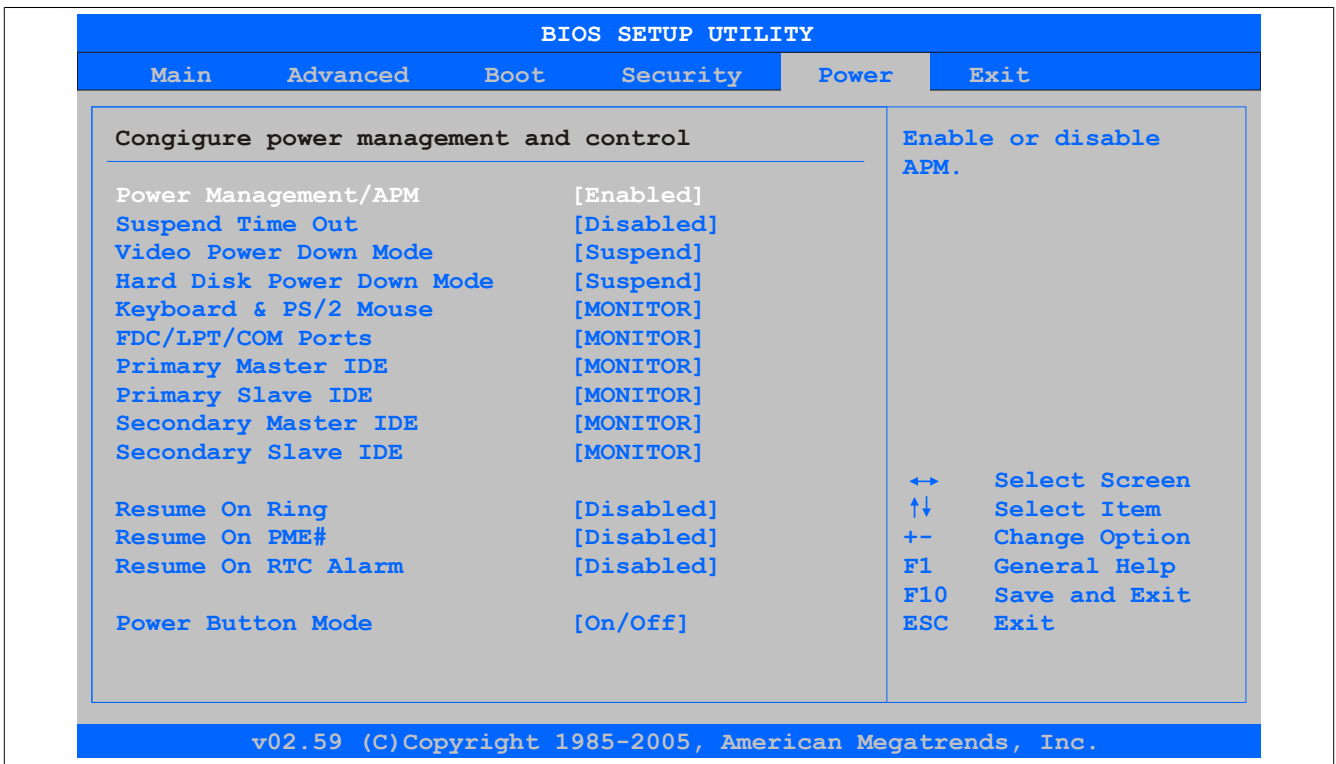 BIOS SETUP UTILITY
Main Advanced Boot Security Power Exit
Congigure power management and control
Power Management/APM [Enabled]
Suspend Time Out [Disabled]
Video Power Down Mode [Suspend]
Hard Disk Power Down Mode [Suspend]
Keyboard & PS/2 Mouse [MONITOR]
FDC/LPT/COM Ports [MONITOR]
Primary Master IDE [MONITOR]
Primary Slave IDE [MONITOR]
Secondary Master IDE [MONITOR]
Secondary Slave IDE [MONITOR]
Resume On Ring [Disabled]
Resume On PME# [Disabled]
Resume On RTC Alarm [Disabled]
Power Button Mode [On/Off]
Enable or disable
APM.
↔ Select Screen
↑↓ Select Item
+- Change Option
F1 General Help
F10 Save and Exit
ESC Exit
v02.59 (C)Copyright 1985-2005, American Megatrends, Inc.